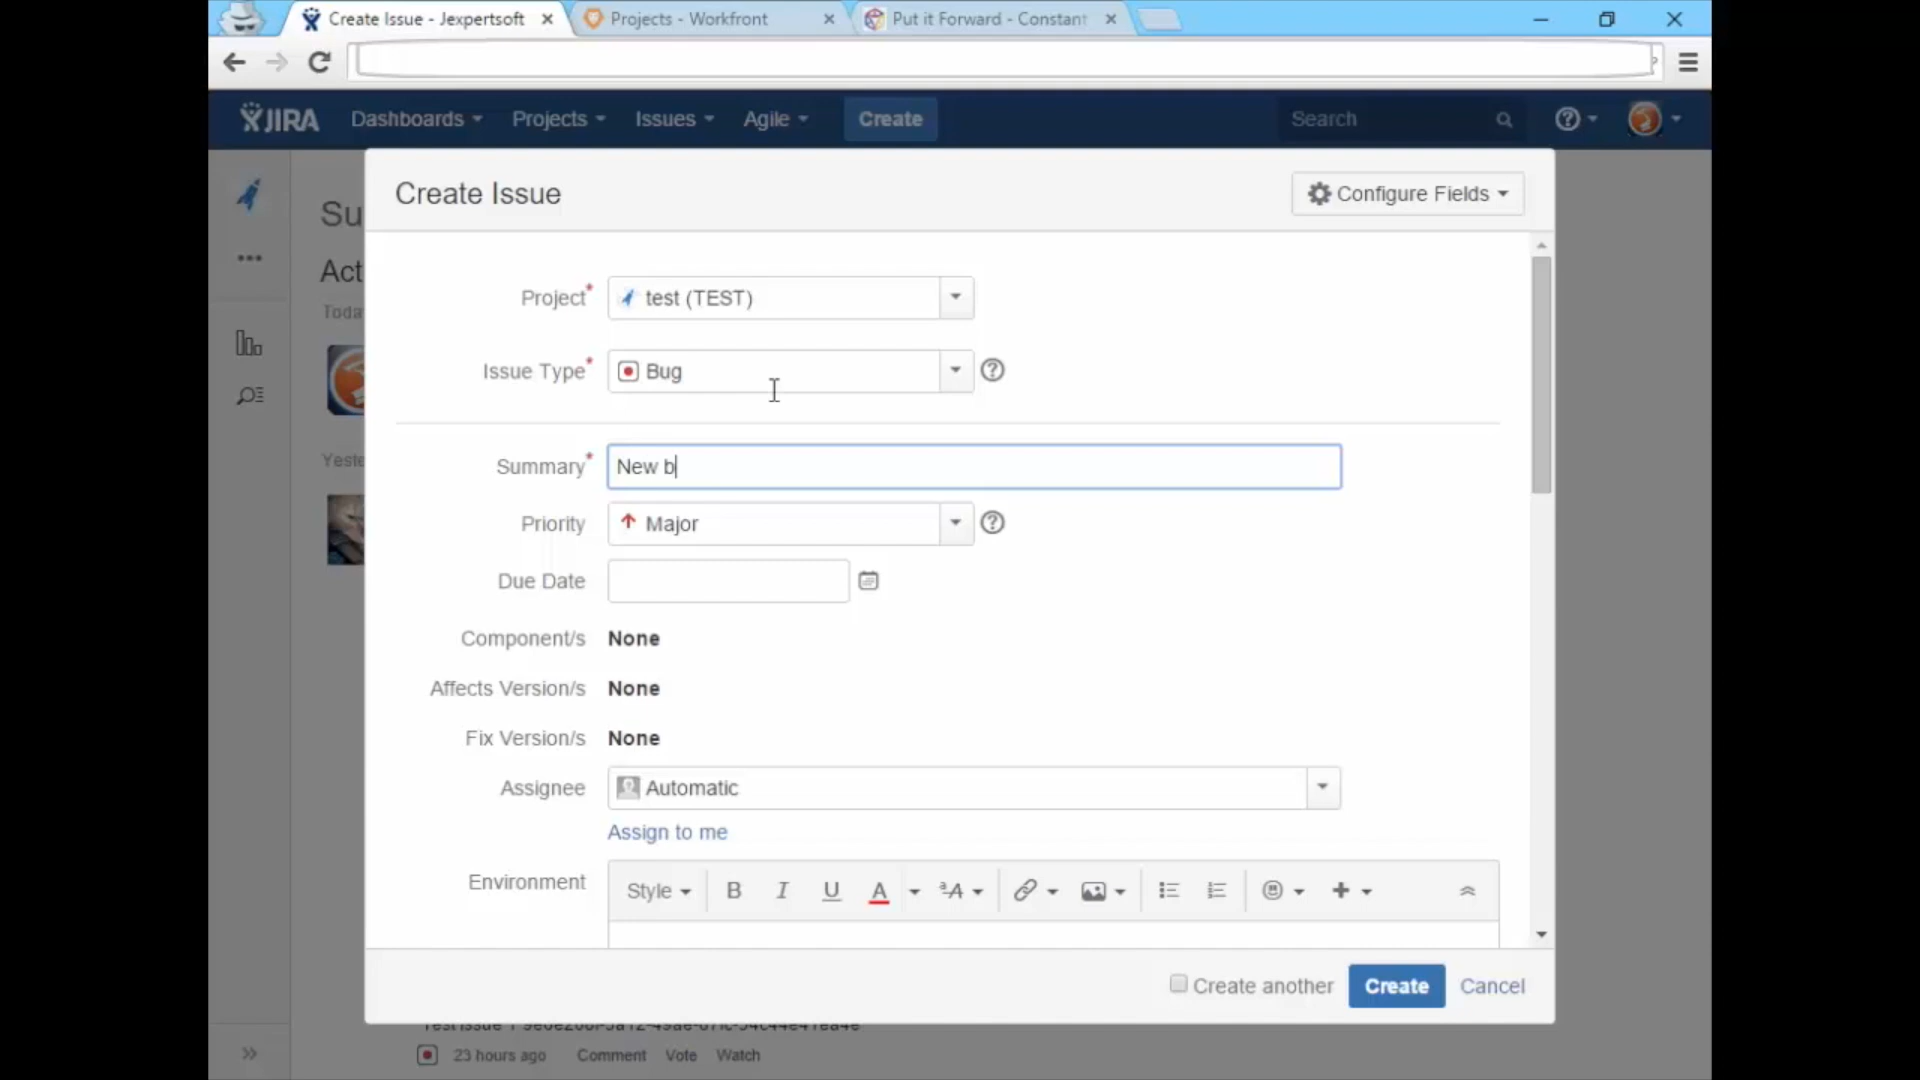 Create Issue - Jexpertsoft
Projects - Workfront
Put it Forward - Constant
JIRA
Dashboards
Projects
Issues
Agile
Create
Search
Su
Create Issue
Configure Fields
Act
Toda
Project*
test (TEST)
Issue Type*
Bug
Yeste
Summary*
New b
Priority
Major
Due Date
Component/s
None
Affects Version/s
None
Fix Version/s
None
Assignee
Automatic
Assign to me
Environment
Style
B I U A
Create another
Create
Cancel
23 hours ago Comment Vote Watch